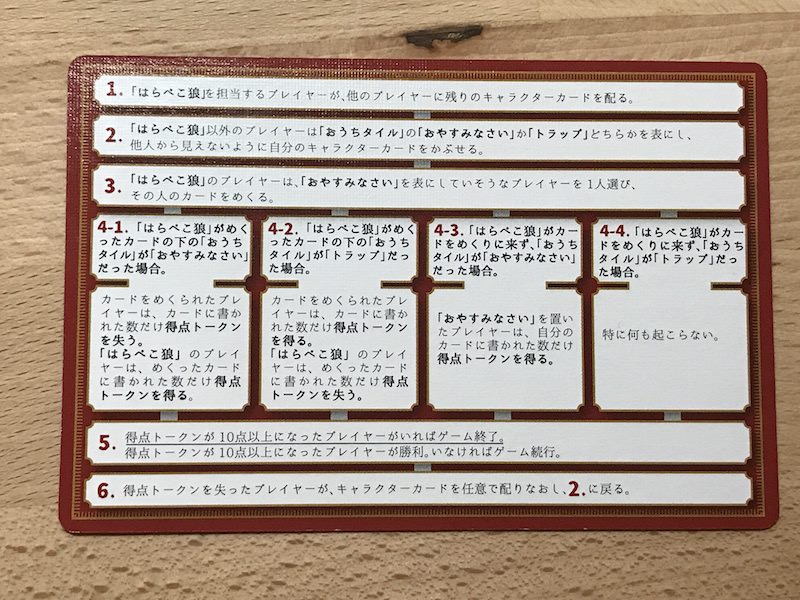 1. 「はらぺこ狼」を担当するプレイヤーが、他のプレイヤーに残りのキャラクターカードを配る。
2. 「はらぺこ狼」以外のプレイヤーは「おうちタイル」の「おやすみなさい」か「トラップ」どちらかを表にし、
他人から見えないように自分のキャラクターカードをかぶせる。
3. 「はらぺこ狼」のプレイヤーは、「おやすみなさい」を表にしていそうなプレイヤーを1人選び、
その人のカードをめくる。
4-1. 「はらぺこ狼」がめく
ったカードの下の「おうち
タイル」が「おやすみなさい」
だった場合。
カードをめくられたプレ
イヤーは、カードに書か
れた数だけ得点トークン
を失う。
「はらぺこ狼」のプレイ
ヤーは、めくったカード
に書かれた数だけ得点
トークンを得る。
4-2. 「はらぺこ狼」がめく
ったカードの下の「おうち
タイル」が「トラップ」だっ
た場合。
カードをめくられたプレ
イヤーは、カードに書か
れた数だけ得点トークン
を得る。
「はらぺこ狼」のプレイ
ヤーは、めくったカード
に書かれた数だけ得点
トークンを失う。
4-3. 「はらぺこ狼」がカー
ドをめくりに来ず、「おうち
タイル」が「おやすみなさい」
だった場合。
「おやすみなさい」を置い
たプレイヤーは、自分の
カードに書かれた数だけ
得点トークンを得る。
4-4. 「はらぺこ狼」がカー
ドをめくりに来ず、「おうち
タイル」が「トラップ」だった
場合。
特に何も起こらない。
5. 得点トークンが10点以上になったプレイヤーがいればゲーム終了。
得点トークンが10点以上になったプレイヤーが勝利。いなければゲーム続行。
6. 得点トークンを失ったプレイヤーが、キャラクターカードを任意で配りなおし、2.に戻る。